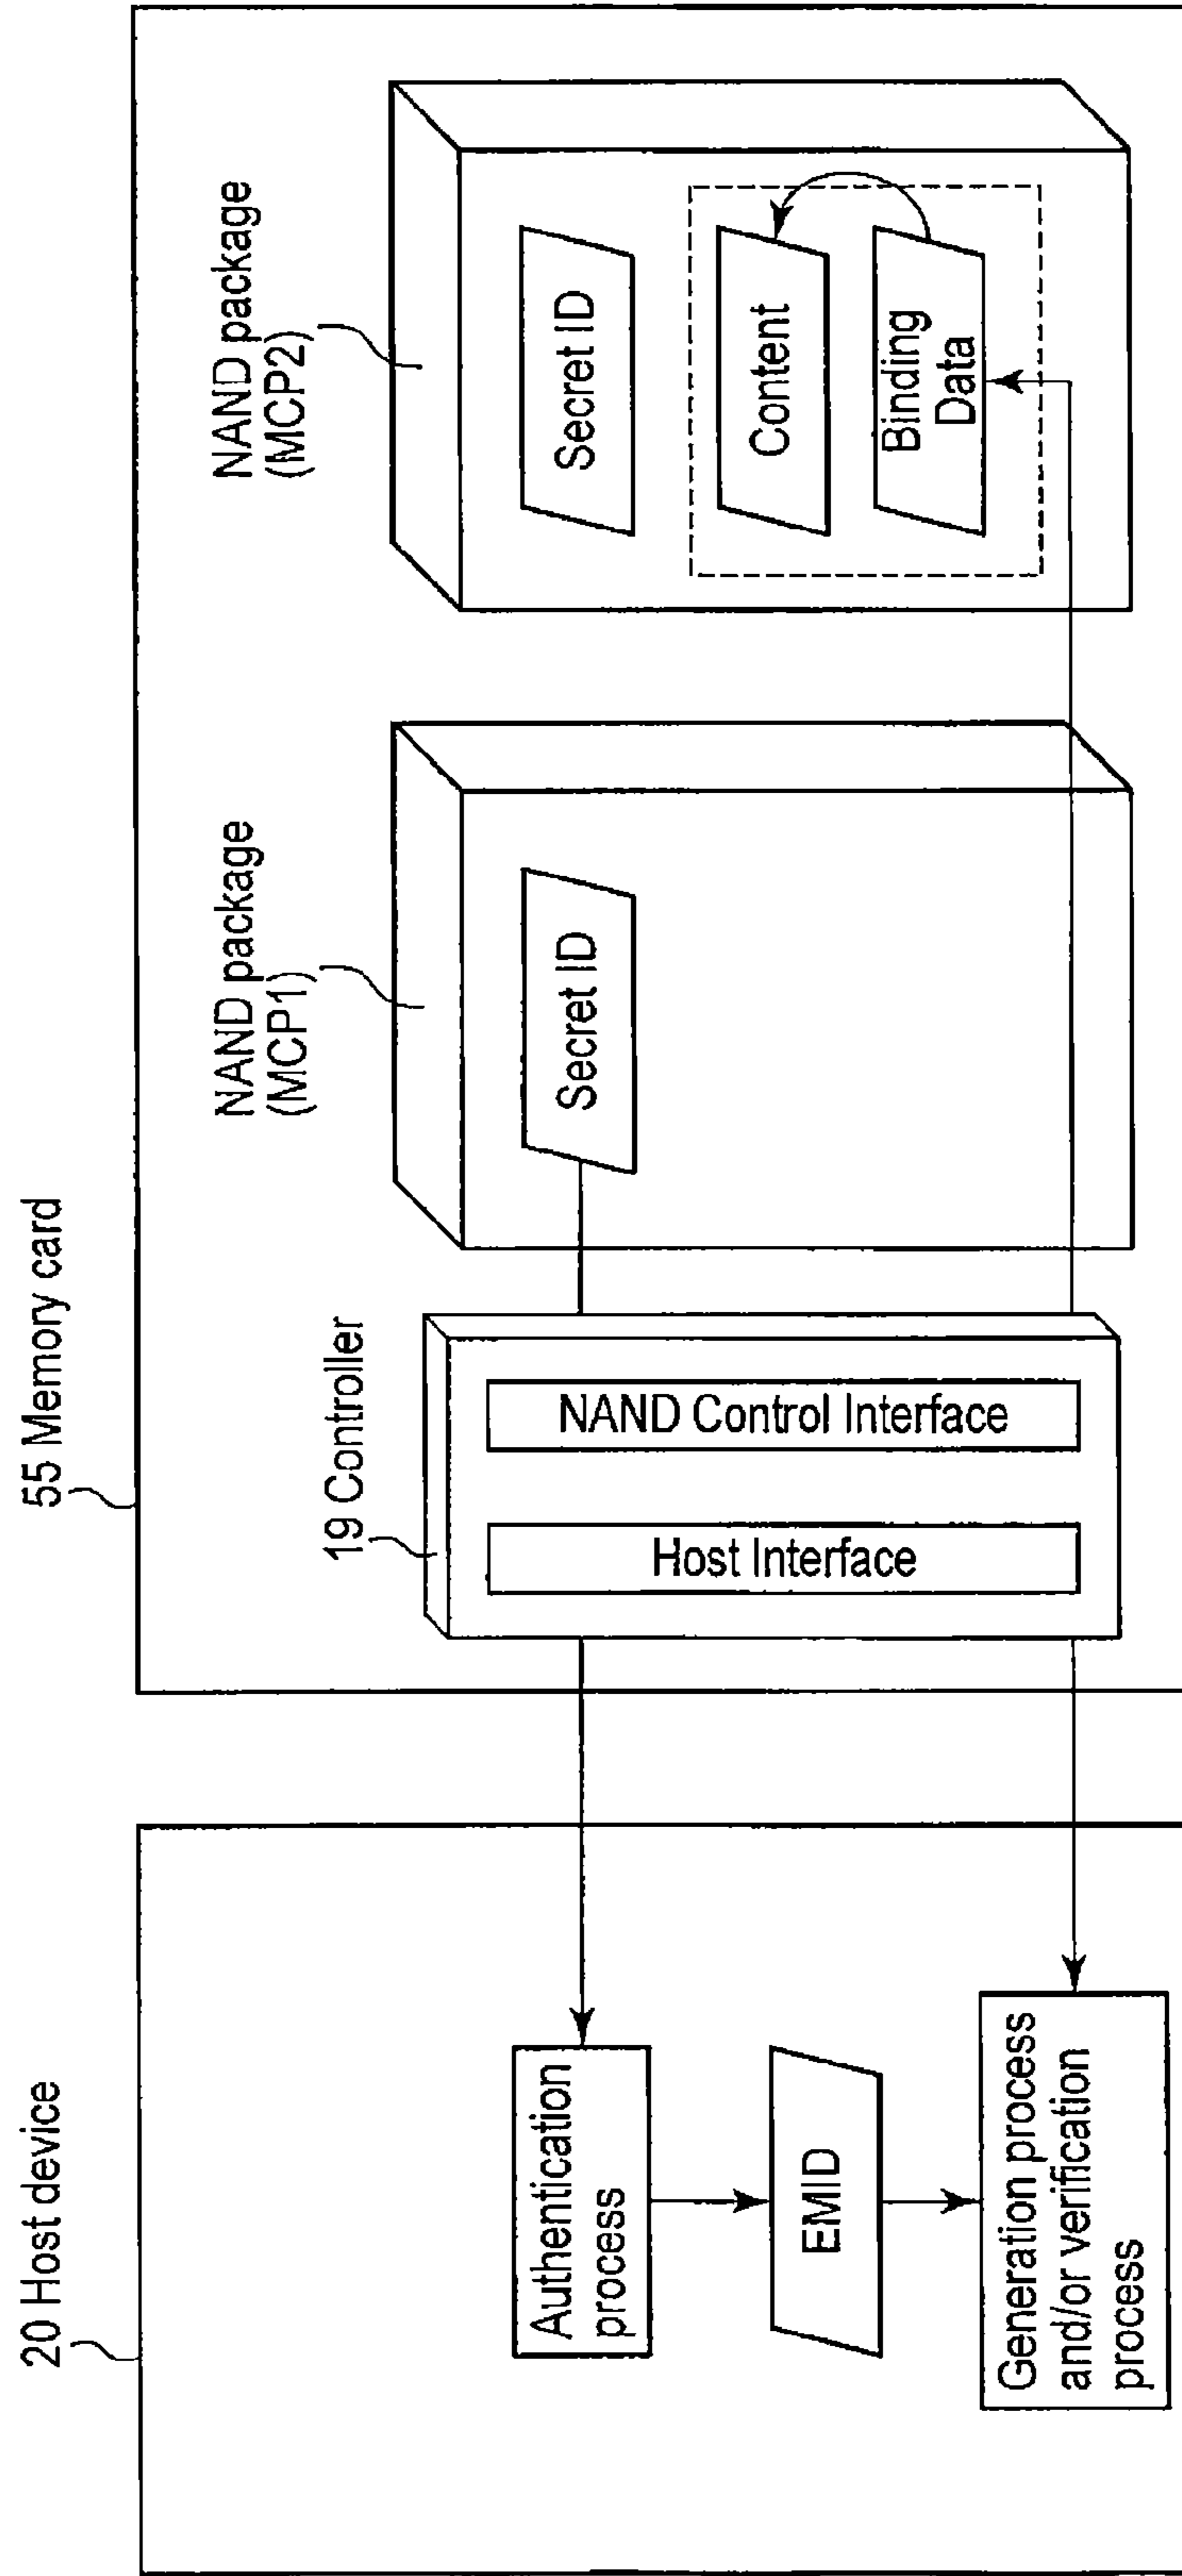 20 Host device
Authentication
process
EMID
Generation process
and/or verification
process
55 Memory card
19 Controller
Host Interface
NAND Control Interface
NAND package
(MCP1)
Secret ID
NAND package
(MCP2)
Secret ID
Content
Binding
Data